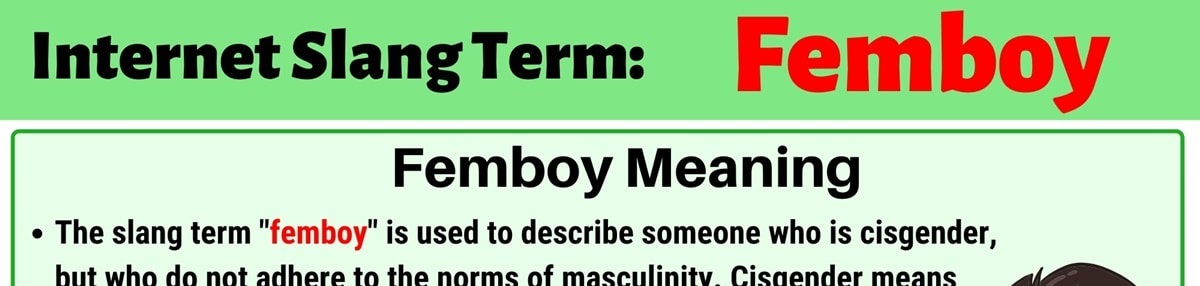 Internet Slang Term: Femboy
Femboy Meaning
• The slang term "femboy" is used to describe someone who is cisgender,
but who do not adhere to the norms of masculinity. Cisgender means